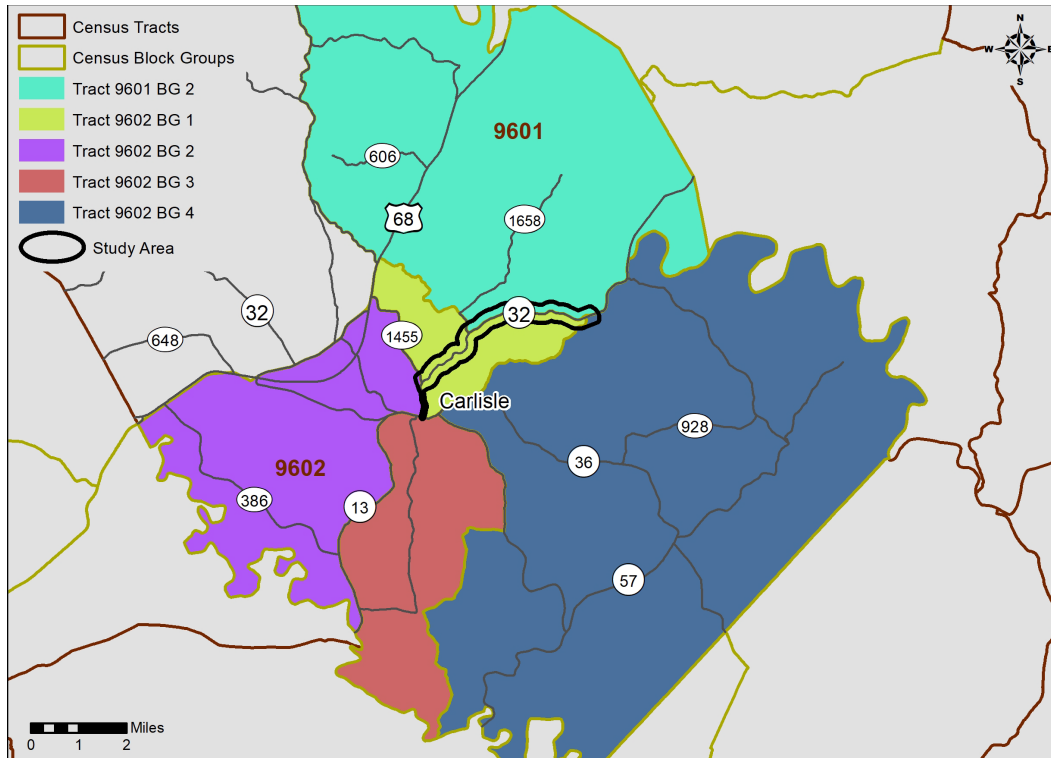 Census Tracts
Census Block Groups
Tract 9601 BG 2
Tract 9602 BG 1
Tract 9602 BG 2
Tract 9602 BG 3
Tract 9602 BG 4
Study Area
N
W E
S
9601
606
68
1658
32
32
1455
648
Carlisle
928
36
9602
386
13
57
Miles
0 1 2